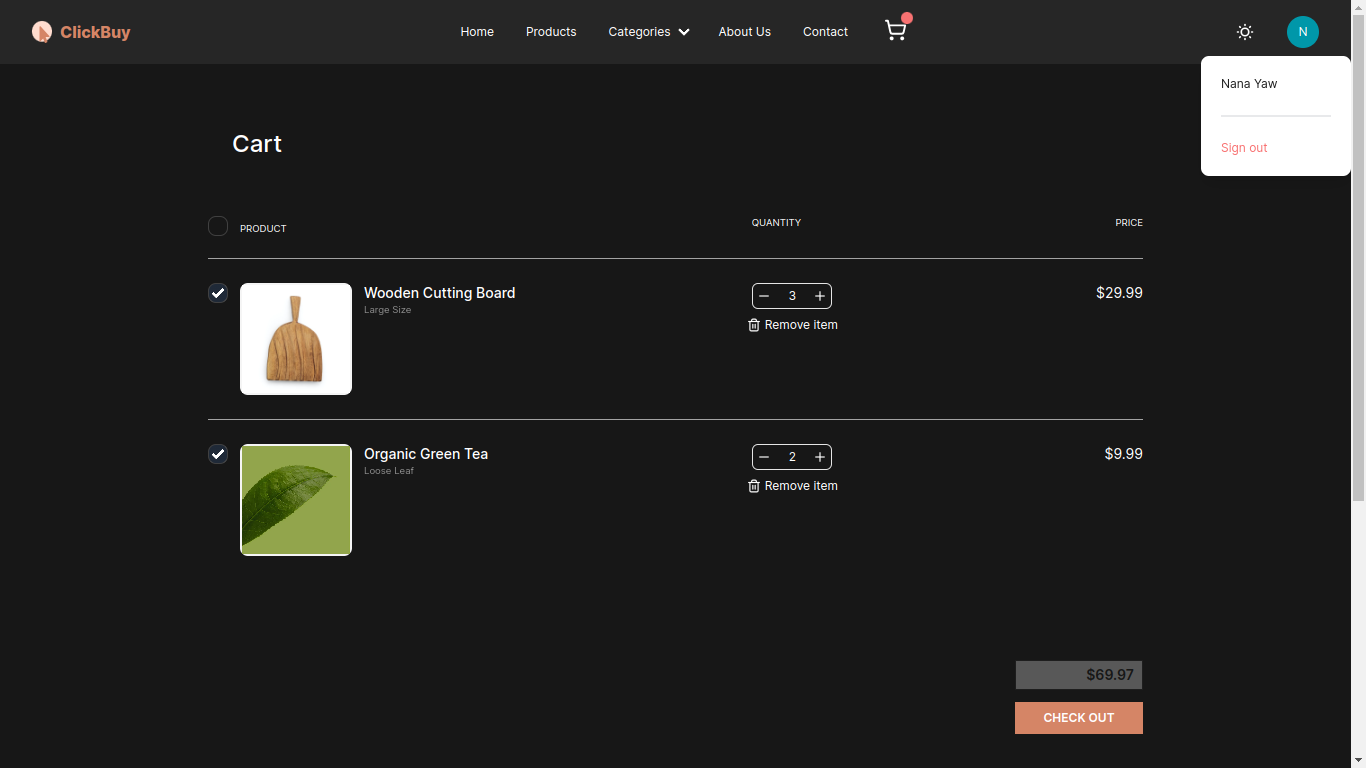 ClickBuy
Home
Products
Categories
About Us
Contact
N
Nana Yaw
Sign out
Cart
PRODUCT
QUANTITY
PRICE
Wooden Cutting Board
Large Size
3
Remove item
$29.99
Organic Green Tea
Loose Leaf
2
Remove item
$9.99
$69.97
CHECK OUT